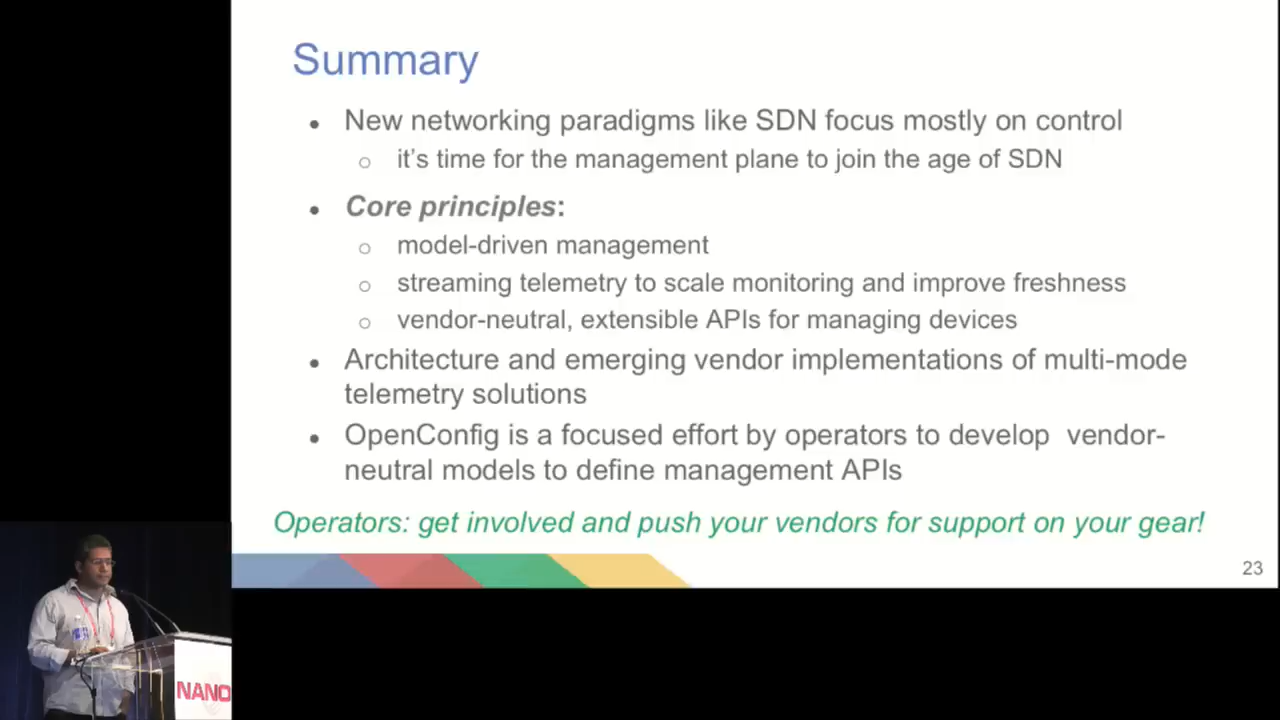 Summary
● New networking paradigms like SDN focus mostly on control
○ it's time for the management plane to join the age of SDN
● Core principles:
○ model-driven management
○ streaming telemetry to scale monitoring and improve freshness
○ vendor-neutral, extensible APIs for managing devices
● Architecture and emerging vendor implementations of multi-mode
telemetry solutions
● OpenConfig is a focused effort by operators to develop  vendor-
neutral models to define management APIs
Operators: get involved and push your vendors for support on your gear!
23
NANO